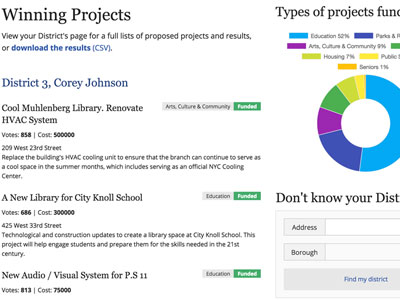 Winning Projects
View your District's page for a full lists of proposed projects and results,
or download the results (CSV).
District 3, Corey Johnson
Cool Muhlenberg Library. Renovate
HVAC System
Arts, Culture & Community Funded
Votes: 858 | Cost: 500000
209 West 23rd Street
Replace the building's HVAC cooling unit to ensure that the branch can continue to serve as
a cool space in the summer months, which includes serving as an official NYC Cooling
Center.
A New Library for City Knoll School
Education Funded
Votes: 686 | Cost: 300000
425 West 33rd Street
Technological and construction updates to create a library space at City Knoll School. This
project will help engage students and prepare them for the skills needed in the 21st
century.
New Audio / Visual System for P.S 11
Education Funded
Votes: 813 | Cost: 75000
Types of projects fun
Education 52% Parks &
Arts, Culture & Community 9%
Housing 7% Public
Seniors 1%
Don't know your Dist
Address
Borough
Find my district